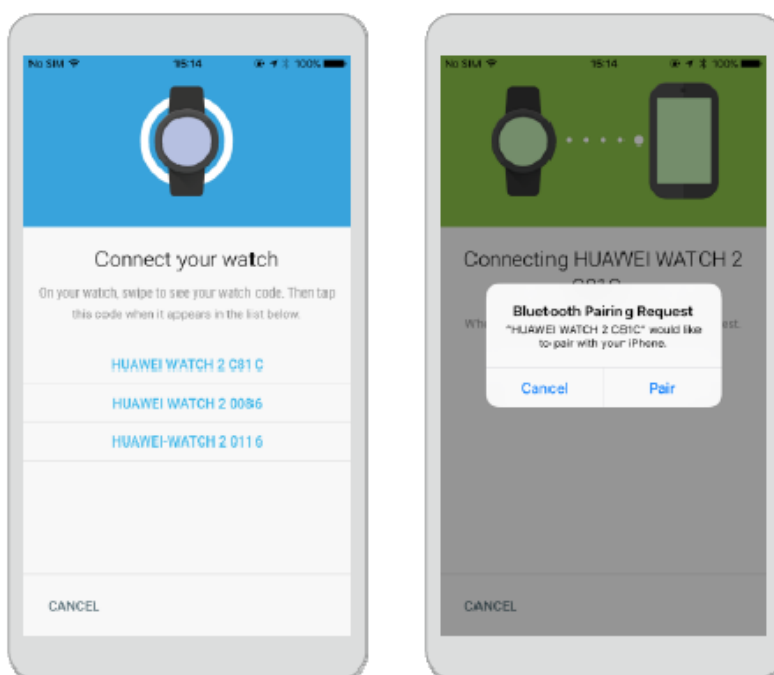 No SIM 15:14 100%
Connect your watch
On your watch, swipe to see your watch code. Then tap
this code when it appears in the list below.
HUAWEI WATCH 2 C81C
HUAWEI WATCH 2 0086
HUAWEI-WATCH 2 0116
CANCEL
No SIM 15:14 100%
Connecting HUAWEI WATCH 2
Bluetooth Pairing Request
"HUAWEI WATCH 2 CB1C" would like
to pair with your iPhone.
Cancel Pair
CANCEL